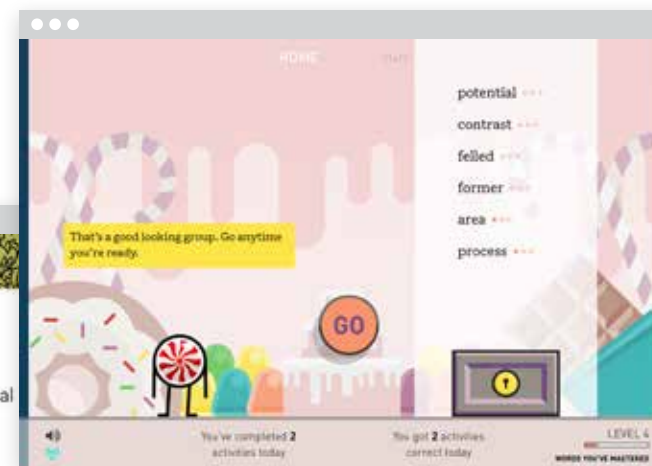 HOME
potential
contrast
felled
former
area
process
That's a good looking group. Go anytime
you're ready.
GO
al
You've completed 2
activities today
You got 2 activities
correct today
LEVEL 4
WORDS YOU'VE MASTERED